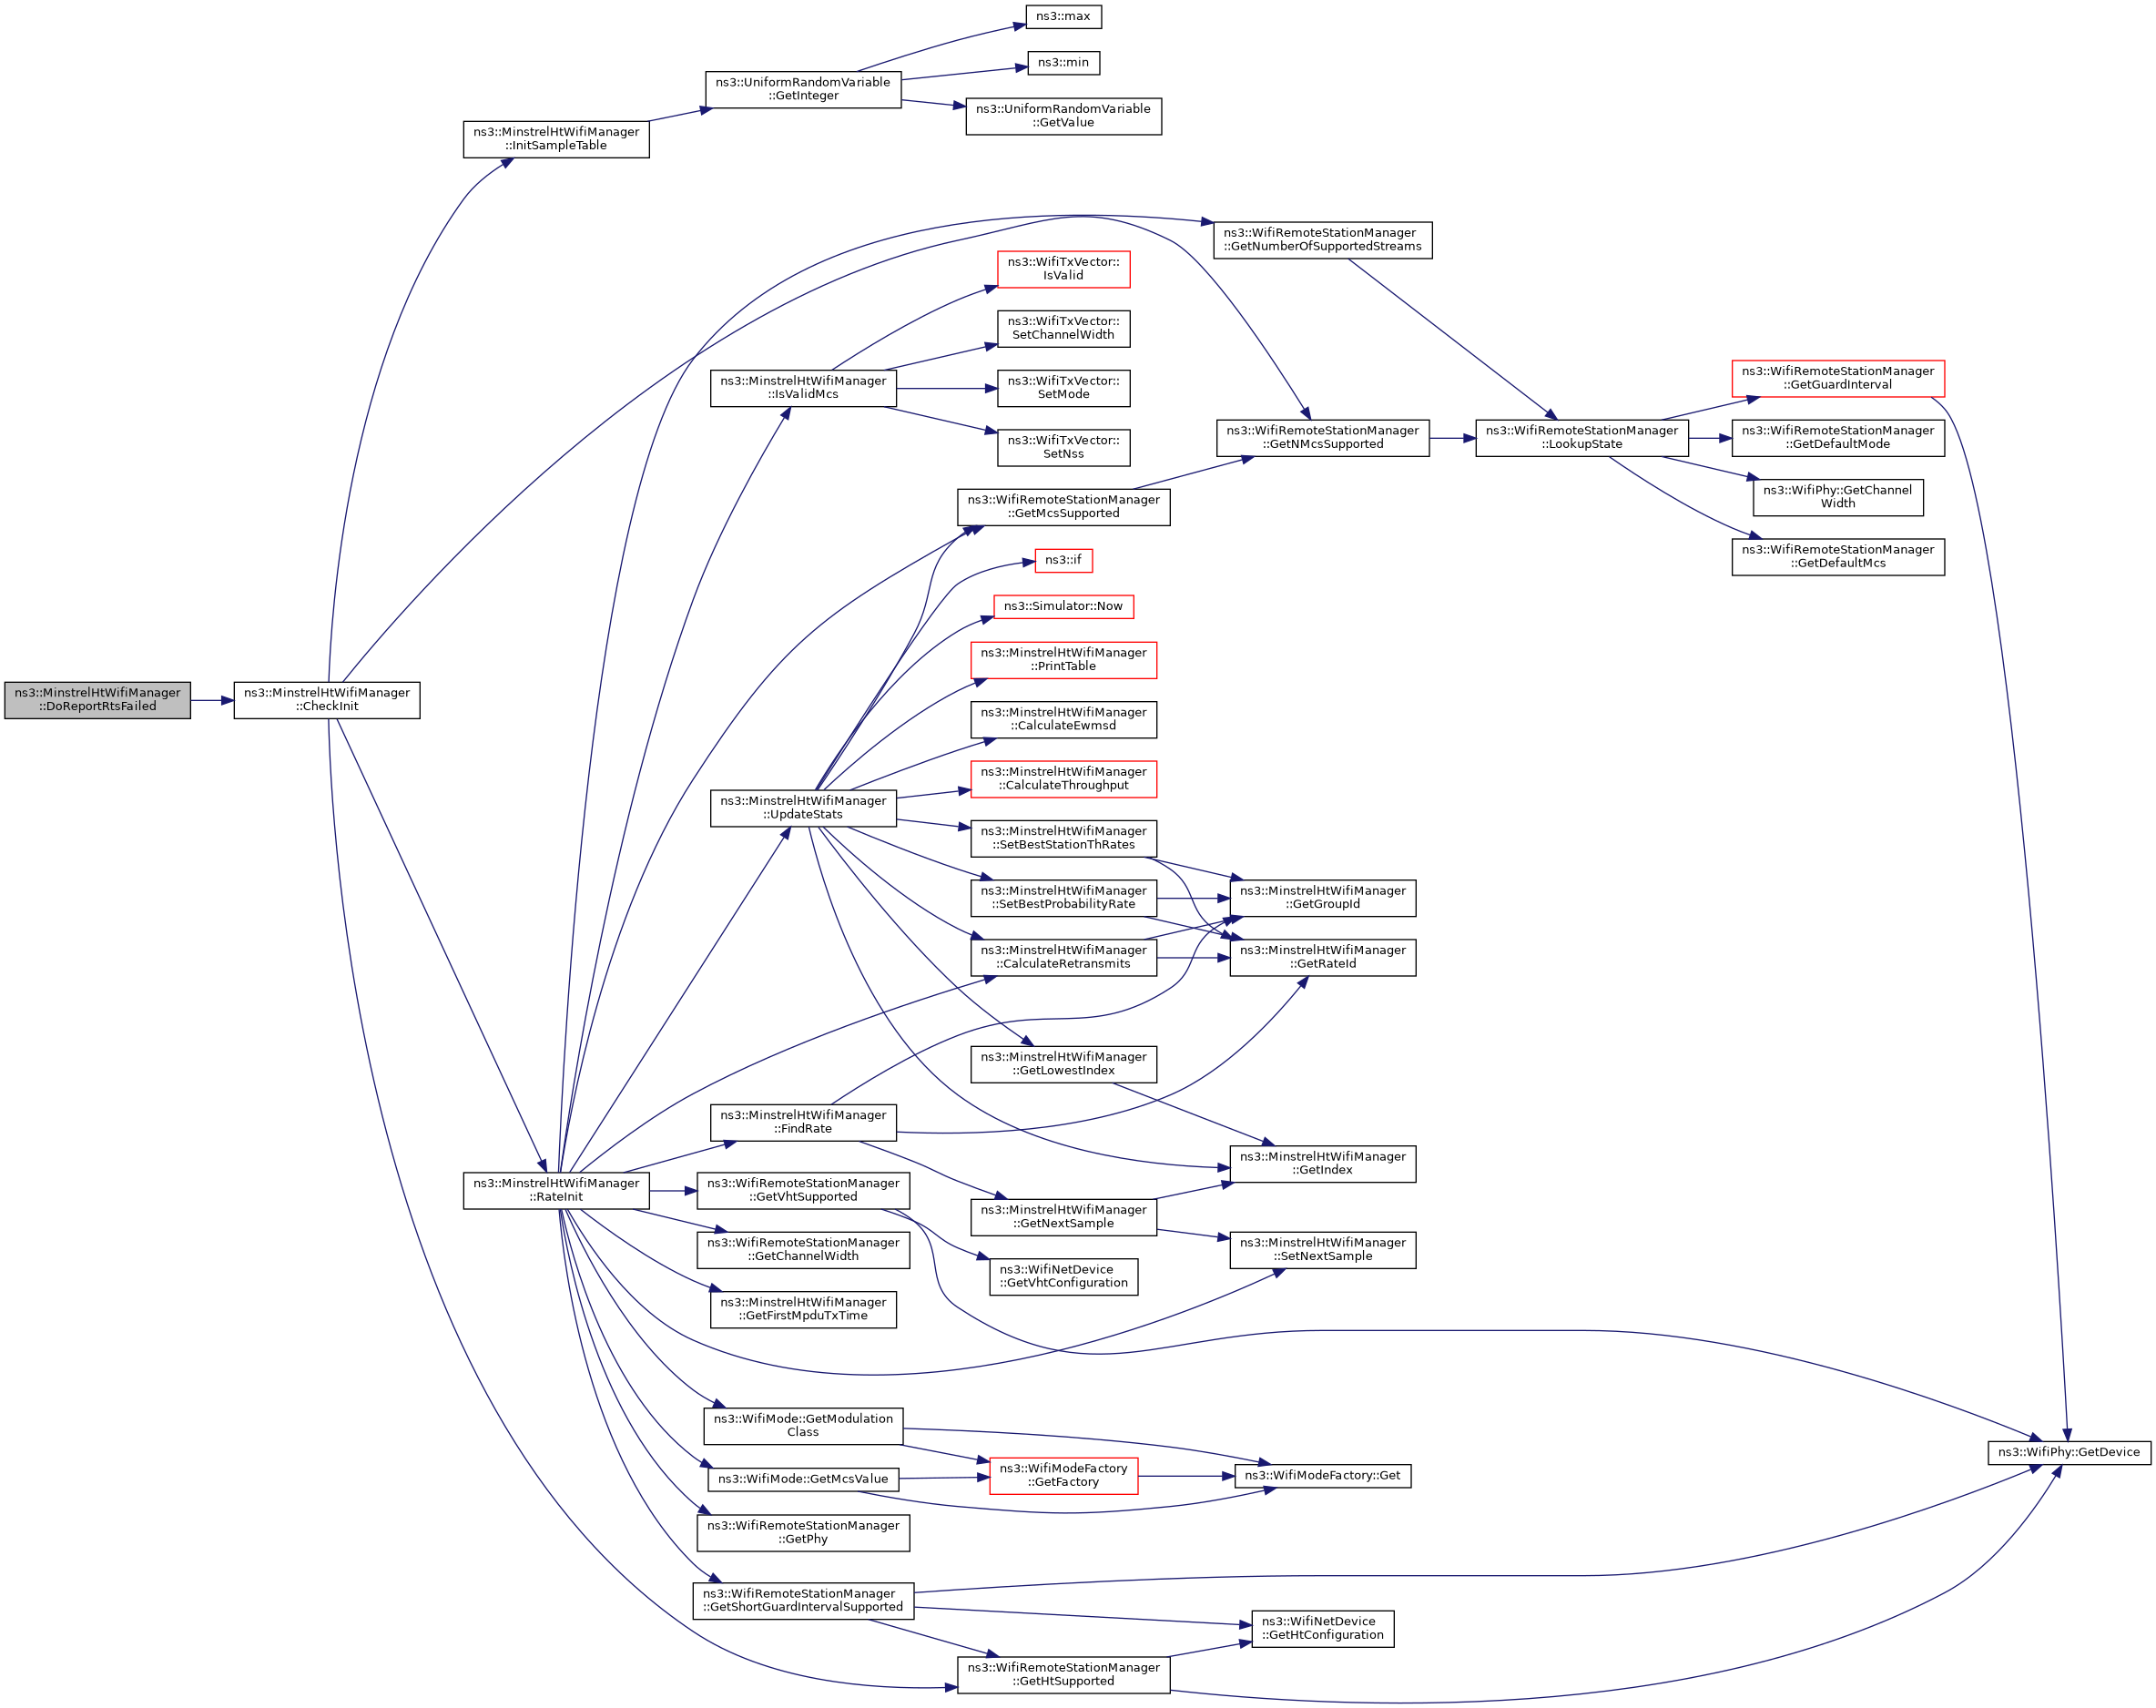 ns3::MinstrelHtWifiManager
::DoReportRtsFailed
ns3::MinstrelHtWifiManager
::CheckInit
ns3::MinstrelHtWifiManager
::InitSampleTable
ns3::UniformRandomVariable
::GetInteger
ns3::max
ns3::min
ns3::UniformRandomVariable
::GetValue
ns3::WifiRemoteStationManager
::GetNumberOfSupportedStreams
ns3::WifiTxVector::
IsValid
ns3::WifiTxVector::
SetChannelWidth
ns3::MinstrelHtWifiManager
::IsValidMcs
ns3::WifiTxVector::
SetMode
ns3::WifiTxVector::
SetNss
ns3::WifiRemoteStationManager
::GetNMcsSupported
ns3::WifiRemoteStationManager
::LookupState
ns3::WifiRemoteStationManager
::GetGuardInterval
ns3::WifiRemoteStationManager
::GetDefaultMode
ns3::WifiPhy::GetChannel
Width
ns3::WifiRemoteStationManager
::GetDefaultMcs
ns3::WifiRemoteStationManager
::GetMcsSupported
ns3::if
ns3::Simulator::Now
ns3::MinstrelHtWifiManager
::PrintTable
ns3::MinstrelHtWifiManager
::CalculateEwmsd
ns3::MinstrelHtWifiManager
::CalculateThroughput
ns3::MinstrelHtWifiManager
::UpdateStats
ns3::MinstrelHtWifiManager
::SetBestStationThRates
ns3::MinstrelHtWifiManager
::SetBestProbabilityRate
ns3::MinstrelHtWifiManager
::GetGroupId
ns3::MinstrelHtWifiManager
::CalculateRetransmits
ns3::MinstrelHtWifiManager
::GetRateId
ns3::MinstrelHtWifiManager
::GetLowestIndex
ns3::MinstrelHtWifiManager
::FindRate
ns3::MinstrelHtWifiManager
::GetIndex
ns3::MinstrelHtWifiManager
::RateInit
ns3::WifiRemoteStationManager
::GetVhtSupported
ns3::MinstrelHtWifiManager
::GetNextSample
ns3::MinstrelHtWifiManager
::SetNextSample
ns3::WifiRemoteStationManager
::GetChannelWidth
ns3::WifiNetDevice
::GetVhtConfiguration
ns3::MinstrelHtWifiManager
::GetFirstMpduTxTime
ns3::WifiMode::GetModulation
Class
ns3::WifiPhy::GetDevice
ns3::WifiMode::GetMcsValue
ns3::WifiModeFactory
::GetFactory
ns3::WifiModeFactory::Get
ns3::WifiRemoteStationManager
::GetPhy
ns3::WifiRemoteStationManager
::GetShortGuardIntervalSupported
ns3::WifiNetDevice
::GetHtConfiguration
ns3::WifiRemoteStationManager
::GetHtSupported